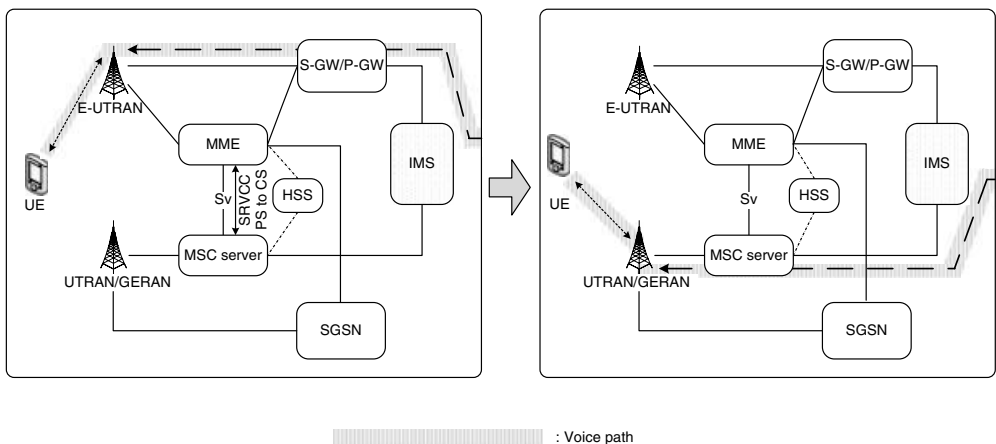 S-GW/P-GW
E-UTRAN
MME
IMS
UE
Sv
SRVCC
PS to CS
HSS
MSC server
UTRAN/GERAN
SGSN
S-GW/P-GW
E-UTRAN
MME
IMS
UE
Sv
HSS
MSC server
UTRAN/GERAN
SGSN
: Voice path